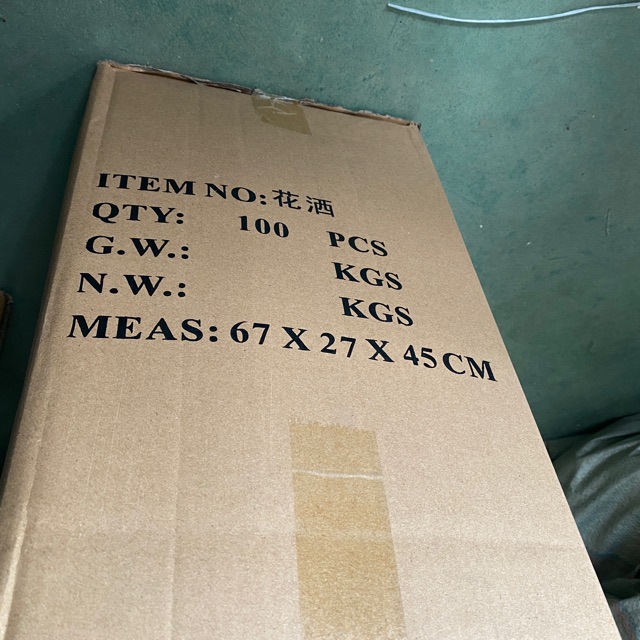 ITEM NO: 花洒
QTY: 100 PCS
G.W.: KGS
N.W.: KGS
MEAS: 67 X 27 X 45 CM